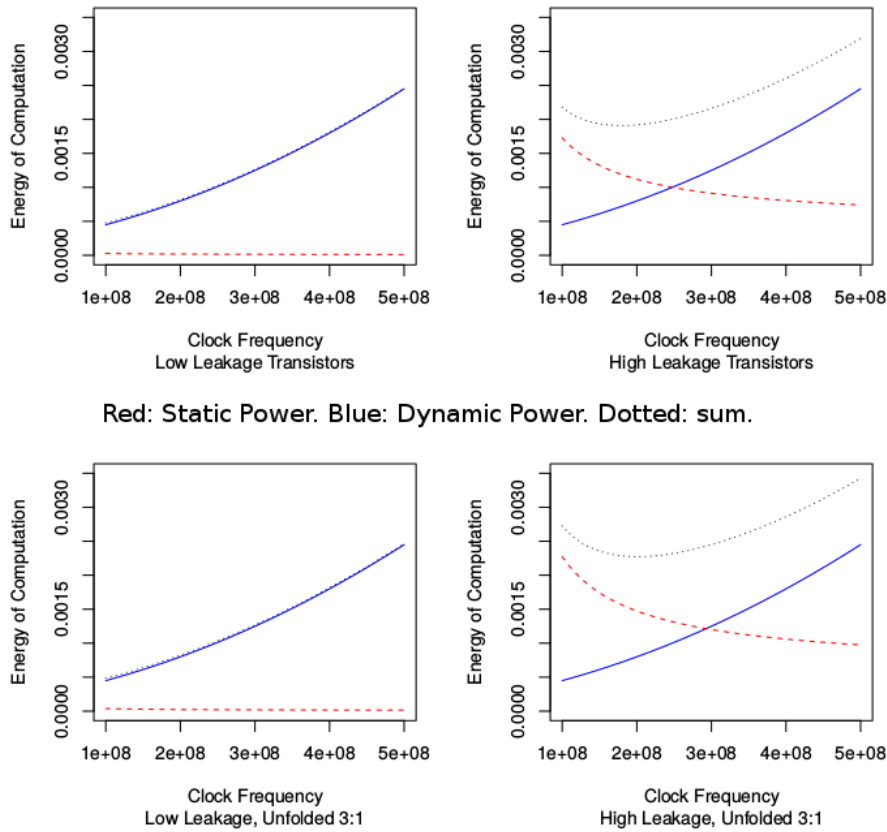 Energy of Computation
0.0030
0.0015
0.0000
1e+08 2e+08 3e+08 4e+08 5e+08
Clock Frequency
Low Leakage Transistors
Energy of Computation
0.0030
0.0015
0.0000
1e+08 2e+08 3e+08 4e+08 5e+08
Clock Frequency
High Leakage Transistors
Red: Static Power. Blue: Dynamic Power. Dotted: sum.
Energy of Computation
0.0030
0.0015
0.0000
1e+08 2e+08 3e+08 4e+08 5e+08
Clock Frequency
Low Leakage, Unfolded 3:1
Energy of Computation
0.0030
0.0015
0.0000
1e+08 2e+08 3e+08 4e+08 5e+08
Clock Frequency
High Leakage, Unfolded 3:1